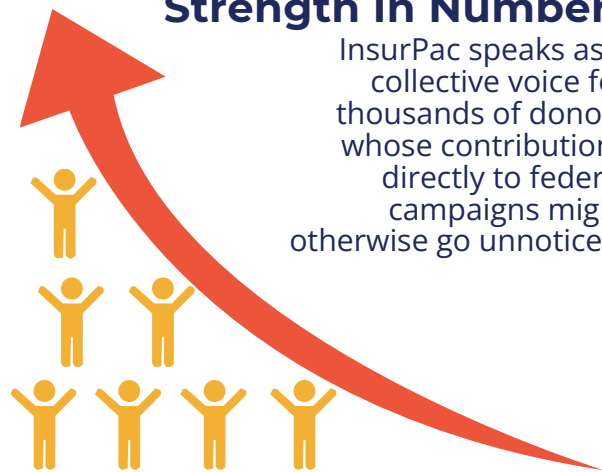 Strength in Number
InsurPac speaks as
collective voice fo
thousands of dono
whose contribution
directly to feder
campaigns mig
otherwise go unnotice